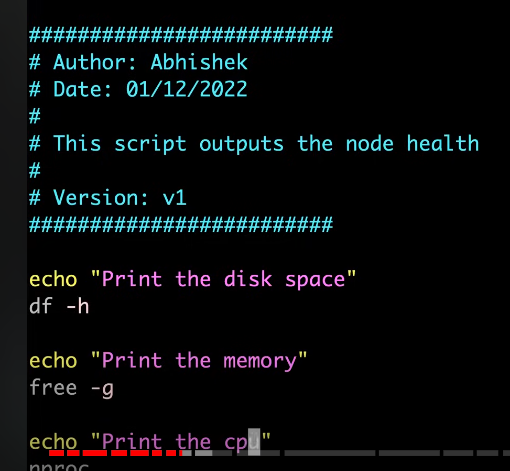 #########################
# Author: Abhishek
# Date: 01/12/2022
#
# This script outputs the node health
#
# Version: v1
#########################
echo "Print the disk space"
df -h
echo "Print the memory"
free -g
echo "Print the cpu"
nproc